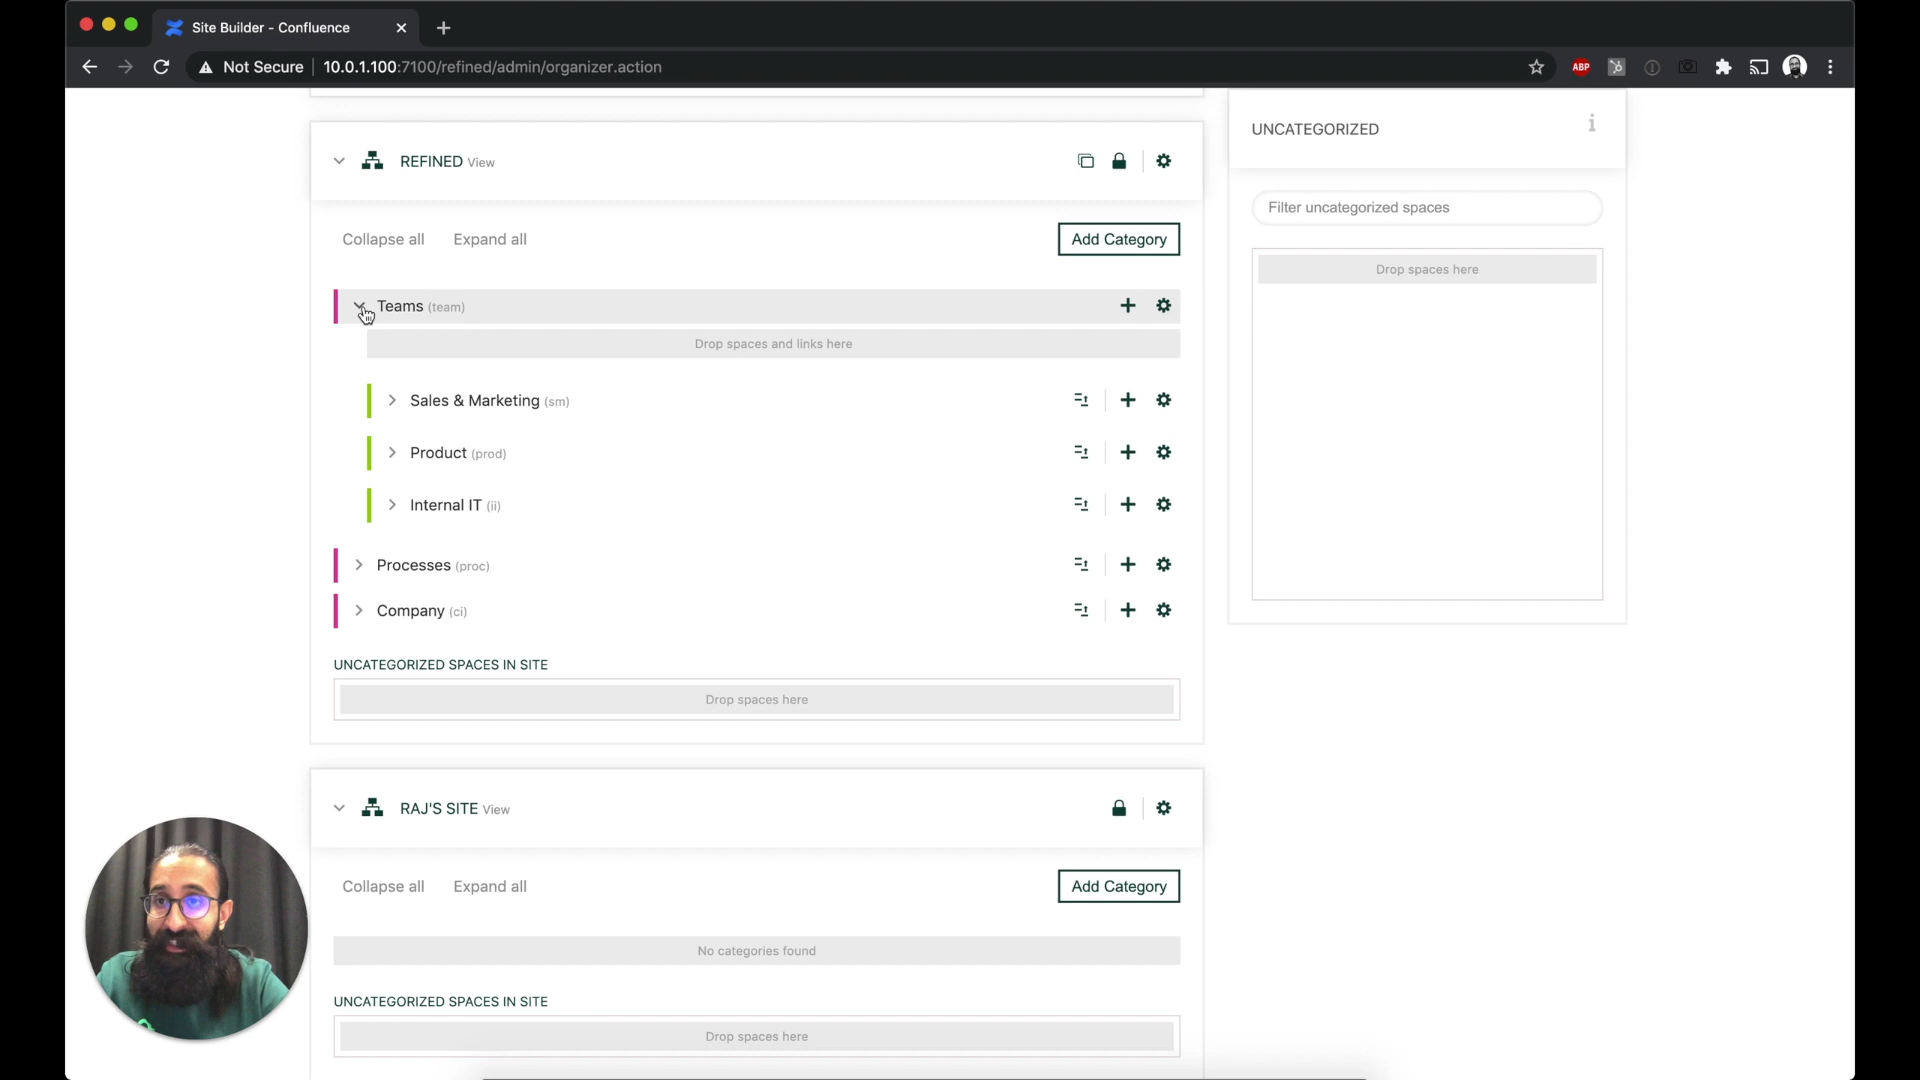 Site Builder - Confluence
Not Secure 10.0.1.100:7100/refined/admin/organizer.action
ABP
REFINED View
Collapse all Expand all Add Category
Teams (team)
Drop spaces and links here
Sales & Marketing (sm)
Product (prod)
Internal IT (ii)
Processes (proc)
Company (ci)
UNCATEGORIZED SPACES IN SITE
Drop spaces here
RAJ'S SITE View
Collapse all Expand all Add Category
No categories found
UNCATEGORIZED SPACES IN SITE
Drop spaces here
UNCATEGORIZED
Filter uncategorized spaces
Drop spaces here